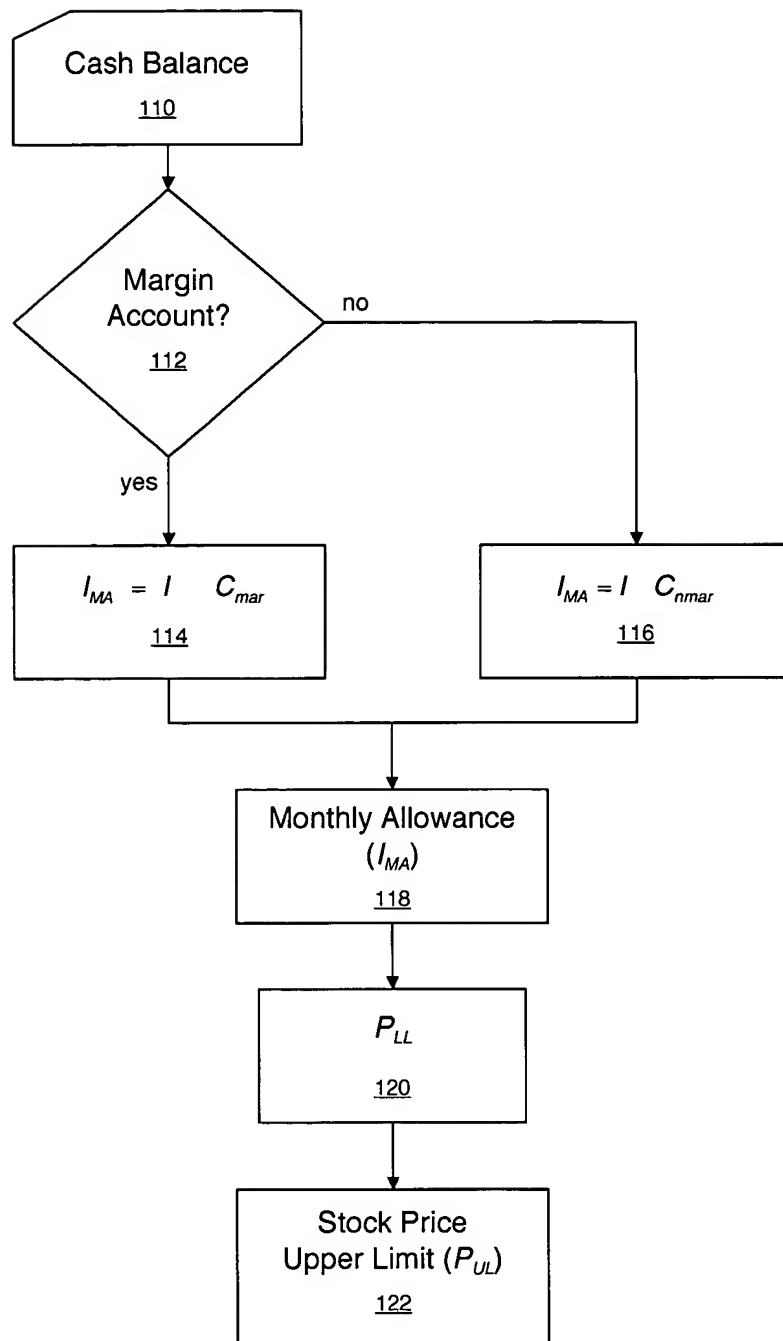 Cash Balance
110
Margin
Account?
112
no
yes
I_MA = I C_mar
114
I_MA = I C_nmar
116
Monthly Allowance
(I_MA)
118
P_LL
120
Stock Price
Upper Limit (P_UL)
122